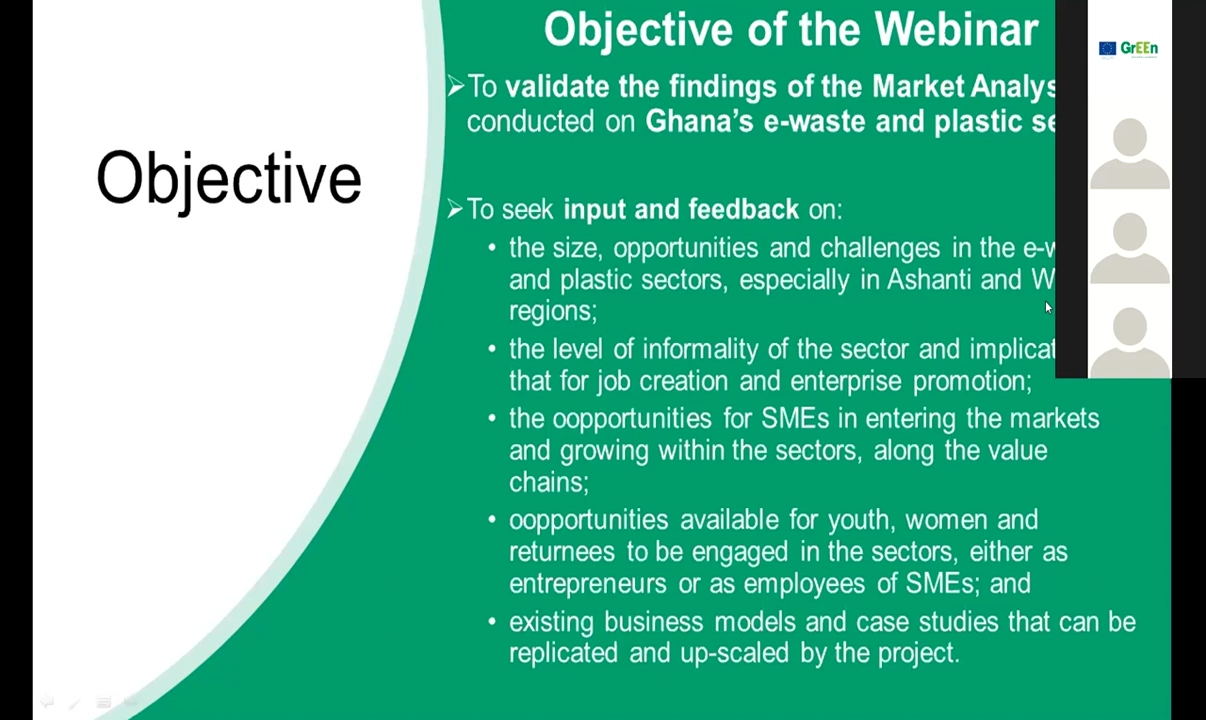 Objective
Objective of the Webinar
➢To validate the findings of the Market
conducted on Ghana's e-waste and plastic
➢To seek input and feedback on:
• the size, opportunities and challenges in the
and plastic sectors, especially in Ashanti and
regions;
• the level of informality of the sector and
that for job creation and enterprise promotion;
• the oopportunities for SMEs in entering the markets
and growing within the sectors, along the value
chains;
• oopportunities available for youth, women and
returnees to be engaged in the sectors, either as
entrepreneurs or as employees of SMEs; and
• existing business models and case studies that can be
replicated and up-scaled by the project.
GrEEn